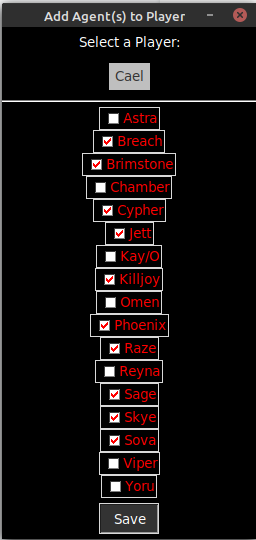 Add Agent(s) to Player
Select a Player:
Cael
Astra
Breach
Brimstone
Chamber
Cypher
Jett
Kay/O
Killjoy
Omen
Phoenix
Raze
Reyna
Sage
Skye
Sova
Viper
Yoru
Save